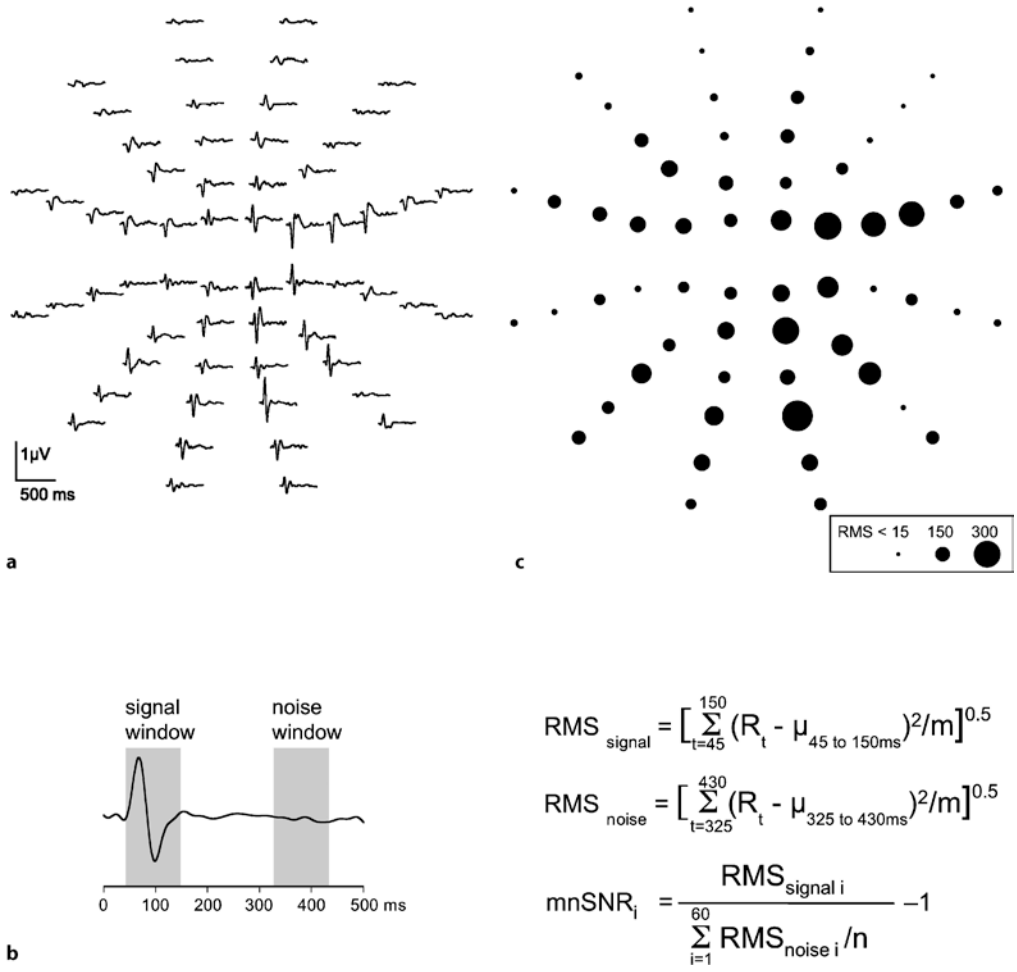 1μV
500 ms
a
RMS < 15 150 300
c
signal window
noise window
0 100 200 300 400 500 ms
b
RMS signal = [ 150 Σ t=45 (R t - μ 45 to 150ms )2/m]0.5
RMS noise = [ 430 Σ t=325 (R t - μ 325 to 430ms )2/m]0.5
mnSNR i = RMS signal i
60 Σ i=1 RMS noise i /n
–1